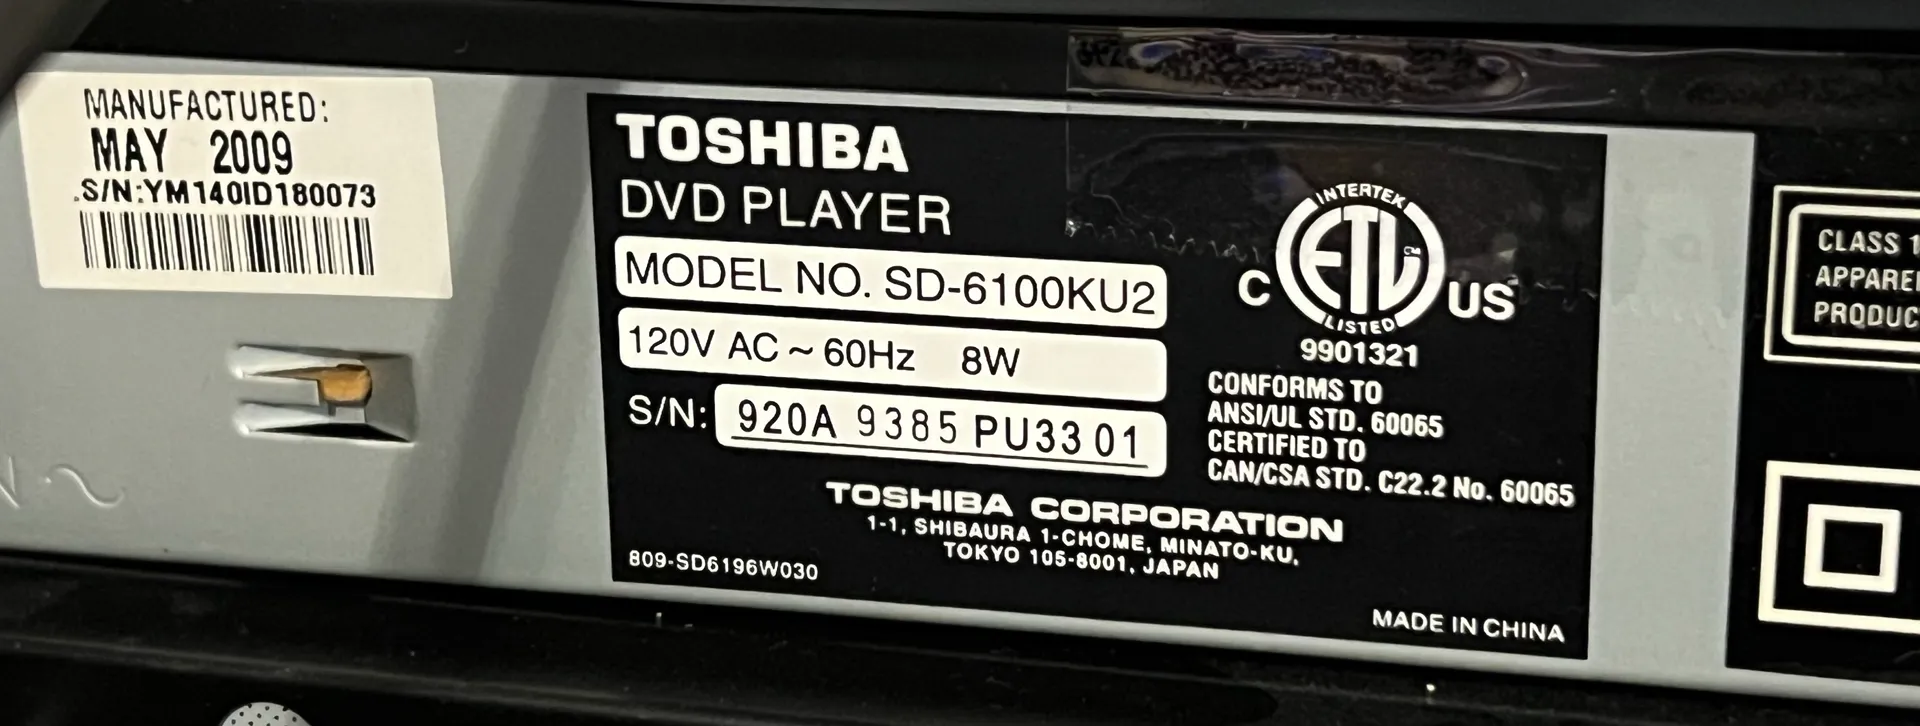 MANUFACTURED:
MAY 2009
S/N:YM140ID180073
TOSHIBA
DVD PLAYER
MODEL NO. SD-6100KU2
120V AC ~ 60Hz 8W
S/N: 920A 9385 PU33 01
INTERTEK
ETL CM
LISTED
C US
9901321
CONFORMS TO
ANSI/UL STD. 60065
CERTIFIED TO
CAN/CSA STD. C22.2 No. 60065
TOSHIBA CORPORATION
1-1, SHIBAURA 1-CHOME, MINATO-KU,
TOKYO 105-8001, JAPAN
809-SD6196W030
MADE IN CHINA
CLASS 1
APPARE
PRODUC
N